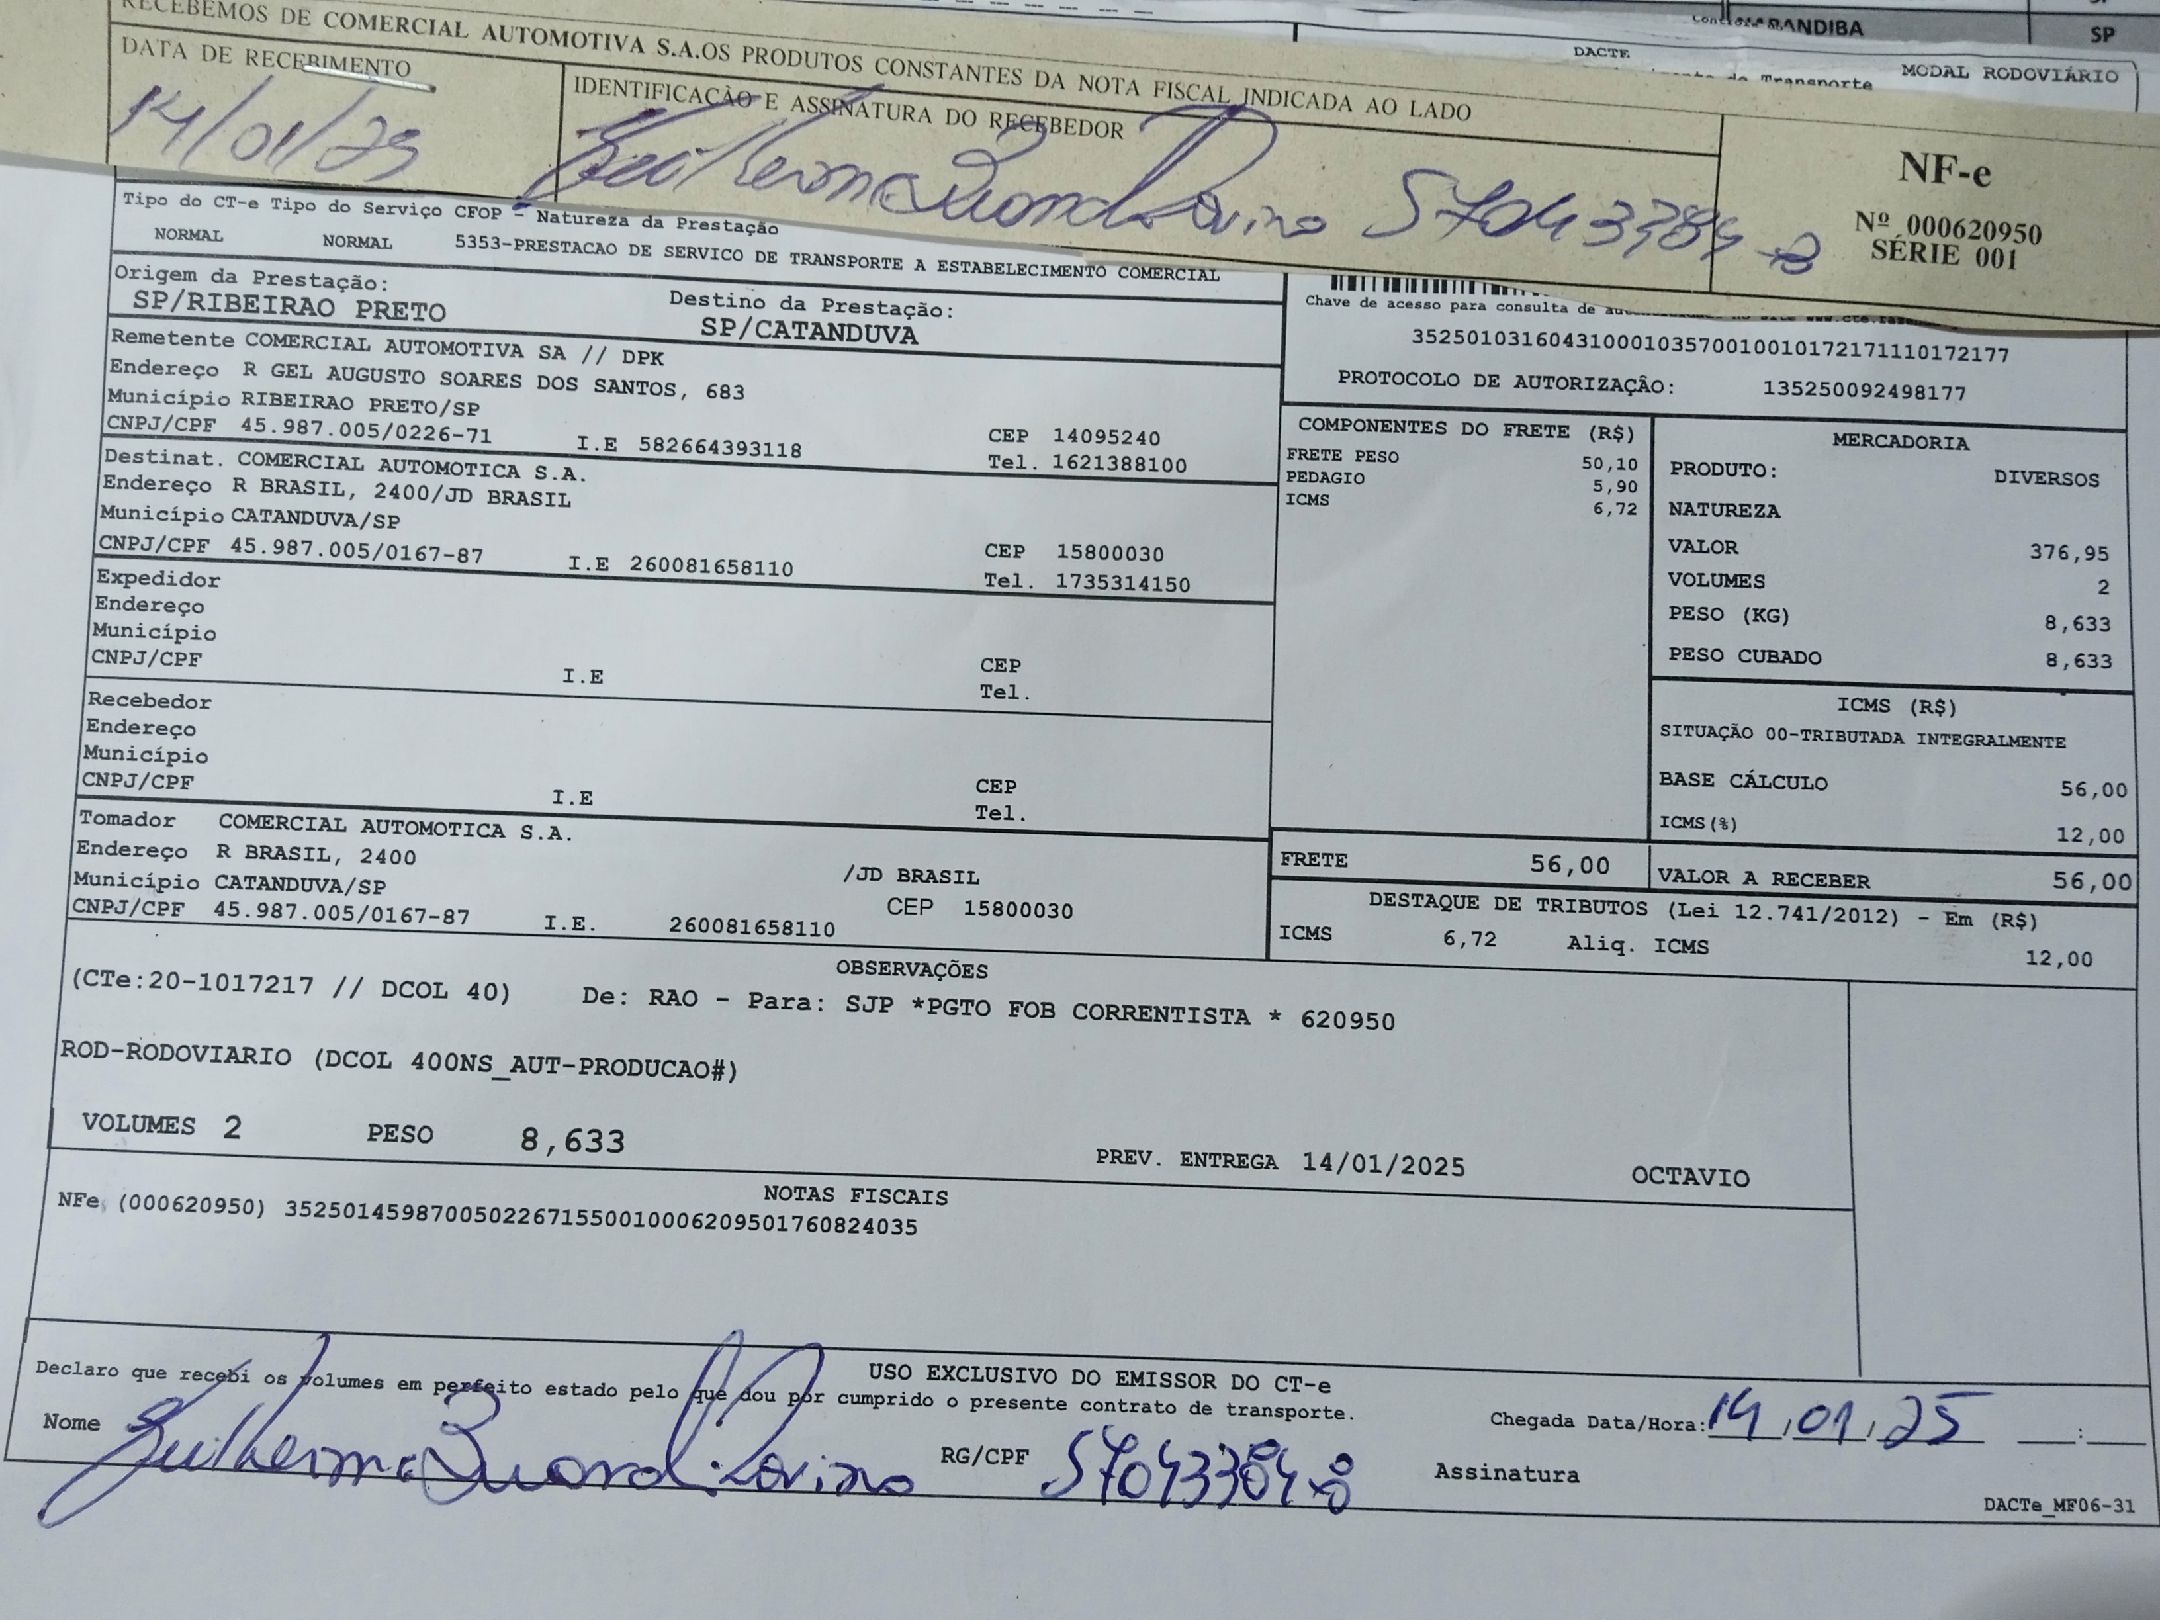 RANDIBA
SP
DACTE
MODAL RODOVIÁRIO
de Transporte
RECEBEMOS DE COMERCIAL AUTOMOTIVA S.A.OS PRODUTOS CONSTANTES DA NOTA FISCAL INDICADA AO LADO
DATA DE RECEBIMENTO
14/01/25
IDENTIFICAÇÃO E ASSINATURA DO RECEBEDOR
Guilherme
NF-e
Nº 000620950
SÉRIE 001
Tipo do CT-e Tipo do Serviço CFOP - Natureza da Prestação
NORMAL NORMAL 5353-PRESTACAO DE SERVICO DE TRANSPORTE A ESTABELECIMENTO COMERCIAL
Origem da Prestação:
SP/RIBEIRAO PRETO
Destino da Prestação:
SP/CATANDUVA
Chave de acesso para consulta de
35250103160431000103570010010172171110172177
PROTOCOLO DE AUTORIZAÇÃO: 135250092498177
Remetente COMERCIAL AUTOMOTIVA SA // DPK
Endereço R GEL AUGUSTO SOARES DOS SANTOS, 683
Município RIBEIRAO PRETO/SP
CEP 14095240
CNPJ/CPF 45.987.005/0226-71 I.E 582664393118 Tel. 1621388100
Destinat. COMERCIAL AUTOMOTICA S.A.
Endereço R BRASIL, 2400/JD BRASIL
Município CATANDUVA/SP
CEP 15800030
CNPJ/CPF 45.987.005/0167-87 I.E 260081658110 Tel. 1735314150
Expedidor
Endereço
Município
CEP
CNPJ/CPF I.E Tel.
Recebedor
Endereço
Município
CEP
CNPJ/CPF I.E Tel.
Tomador COMERCIAL AUTOMOTICA S.A.
Endereço R BRASIL, 2400 /JD BRASIL
Município CATANDUVA/SP CEP 15800030
CNPJ/CPF 45.987.005/0167-87 I.E. 260081658110
COMPONENTES DO FRETE (R$)
FRETE PESO 50,10
PEDAGIO 5,90
ICMS 6,72
MERCADORIA
PRODUTO: DIVERSOS
NATUREZA
VALOR 376,95
VOLUMES 2
PESO (KG) 8,633
PESO CUBADO 8,633
ICMS (R$)
SITUAÇÃO 00-TRIBUTADA INTEGRALMENTE
BASE CÁLCULO 56,00
ICMS(%) 12,00
FRETE 56,00
VALOR A RECEBER 56,00
DESTAQUE DE TRIBUTOS (Lei 12.741/2012) - Em (R$)
ICMS 6,72 Aliq. ICMS 12,00
OBSERVAÇÕES
(CTe:20-1017217 // DCOL 40) De: RAO - Para: SJP *PGTO FOB CORRENTISTA * 620950
ROD-RODOVIARIO (DCOL 400NS_AUT-PRODUCAO#)
VOLUMES 2 PESO 8,633 PREV. ENTREGA 14/01/2025 OCTAVIO
NOTAS FISCAIS
NFe (000620950) 35250145987005022671550010006209501760824035
USO EXCLUSIVO DO EMISSOR DO CT-e
Declaro que recebi os volumes em perfeito estado pelo que dou por cumprido o presente contrato de transporte.
Chegada Data/Hora: 14/01/25 :
Nome Guilherme RG/CPF Assinatura
DACTe_MF06-31